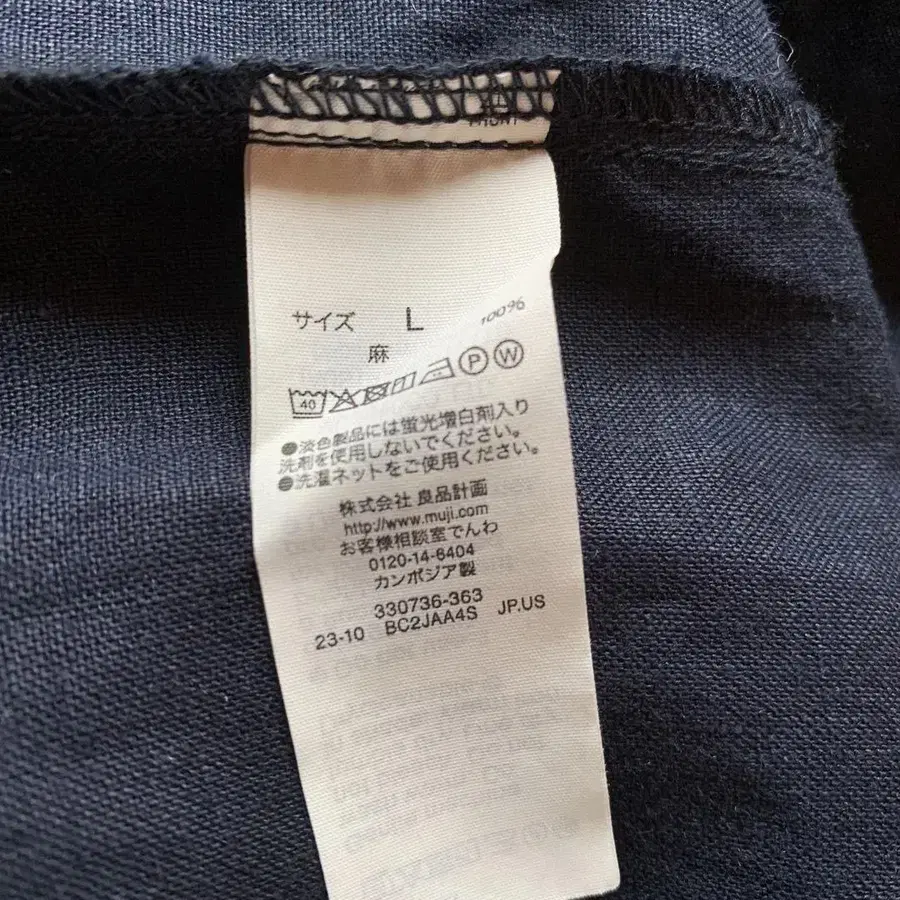 サイズ L 10096
麻
40 P W
●淡色製品には蛍光増白剤入り
洗剤を使用しないでください。
●洗濯ネットをご使用ください。
株式会社 良品計画
http://www.muji.com
お客様相談室でんわ
0120-14-6404
カンボジア製
330736-363
23-10 BC2JAA4S JP.US